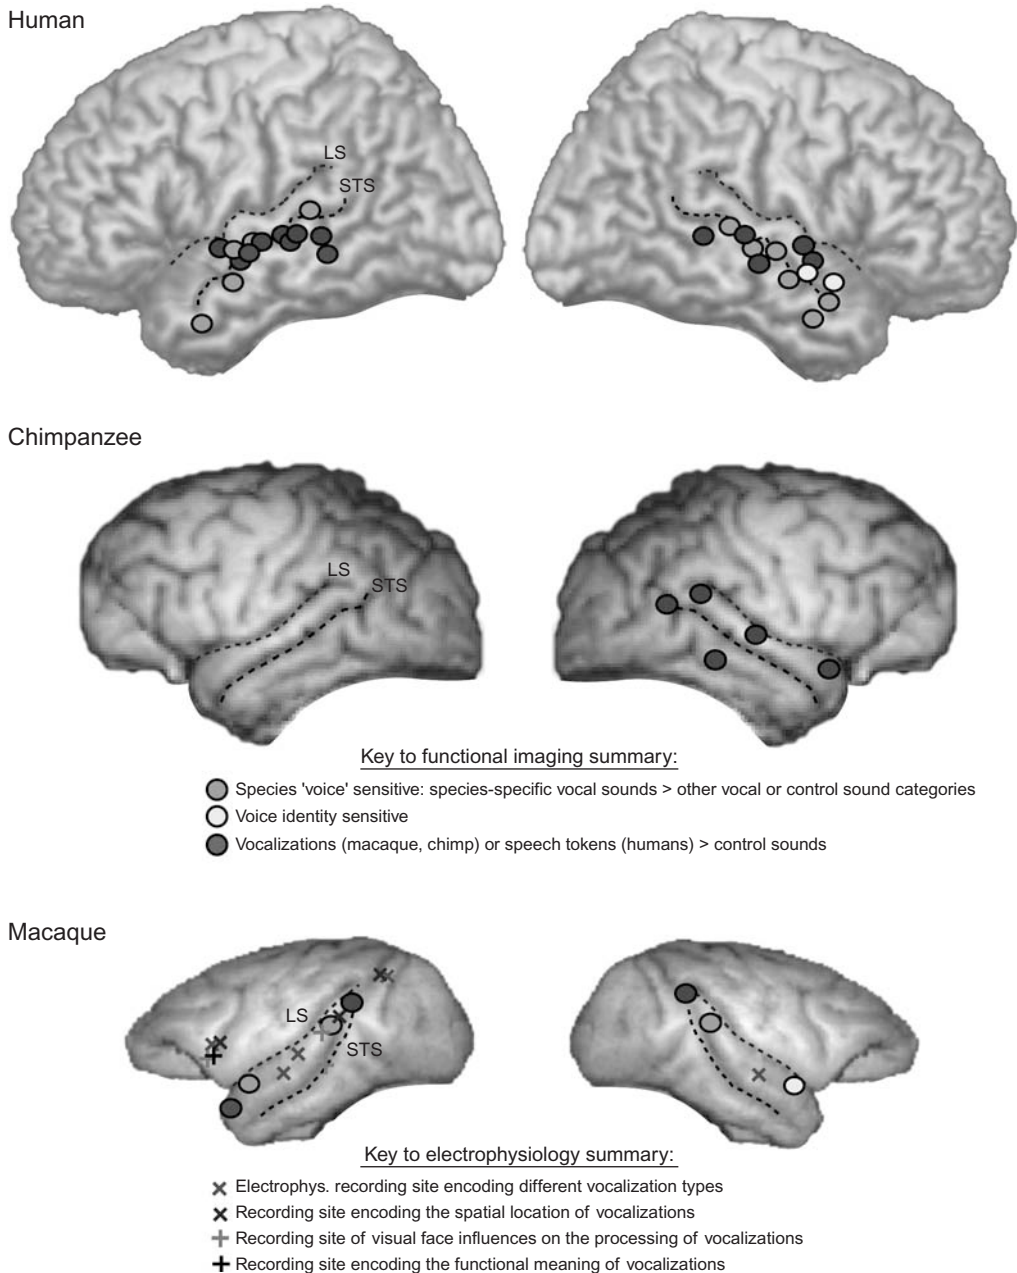 Human
LS
STS
Chimpanzee
LS
STS
Key to functional imaging summary:
Species 'voice' sensitive: species-specific vocal sounds > other vocal or control sound categories
Voice identity sensitive
Vocalizations (macaque, chimp) or speech tokens (humans) > control sounds
Macaque
LS
STS
Key to electrophysiology summary:
Electrophys. recording site encoding different vocalization types
Recording site encoding the spatial location of vocalizations
Recording site of visual face influences on the processing of vocalizations
Recording site encoding the functional meaning of vocalizations